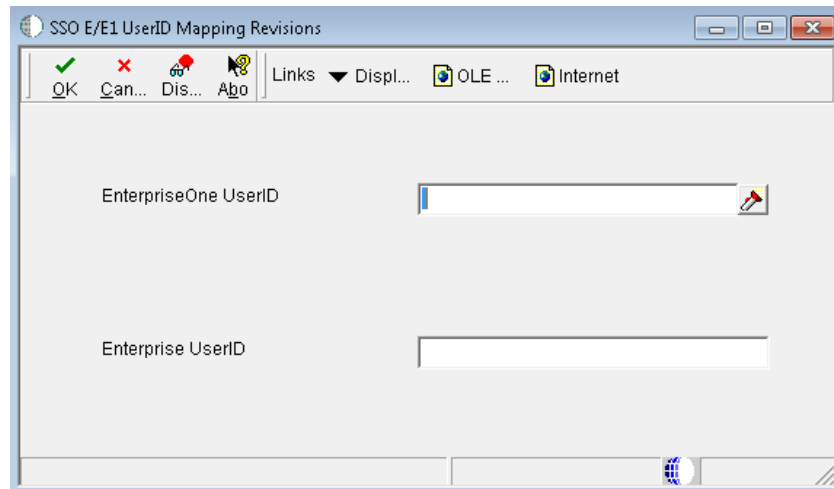 SSO E/E1 UserID Mapping Revisions
OK Can... Dis... Abo Links Displ... OLE ... Internet
EnterpriseOne UserID
Enterprise UserID